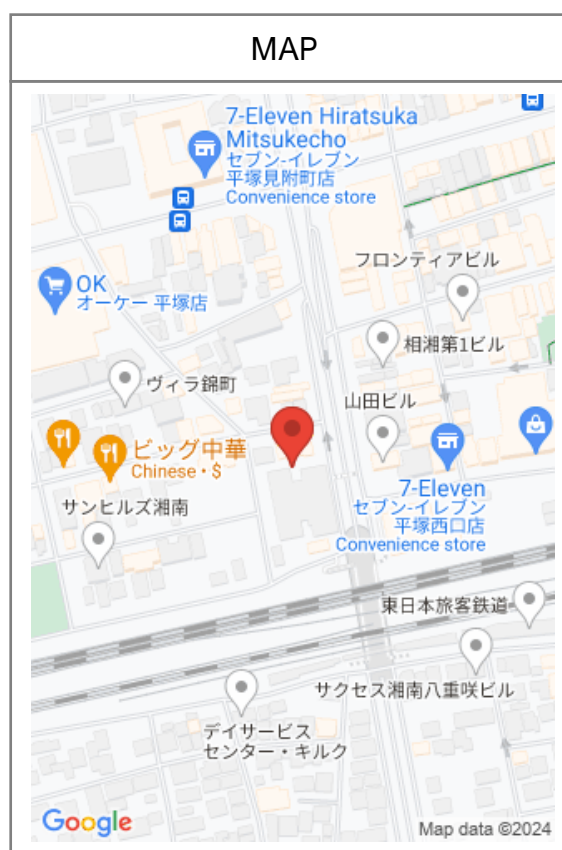 MAP
7-Eleven Hiratsuka
Mitsukecho
セブン-イレブン
平塚見附町店
Convenience store
フロンティアビル
OK
オーケー 平塚店
相湘第1ビル
ヴィラ錦町
山田ビル
ビッグ中華
Chinese・$
7-Eleven
セブン-イレブン
平塚西口店
Convenience store
サンヒルズ湘南
東日本旅客鉄道
サクセス湘南八重咲ビル
デイサービス
センター・キルク
Google
Map data ©2024